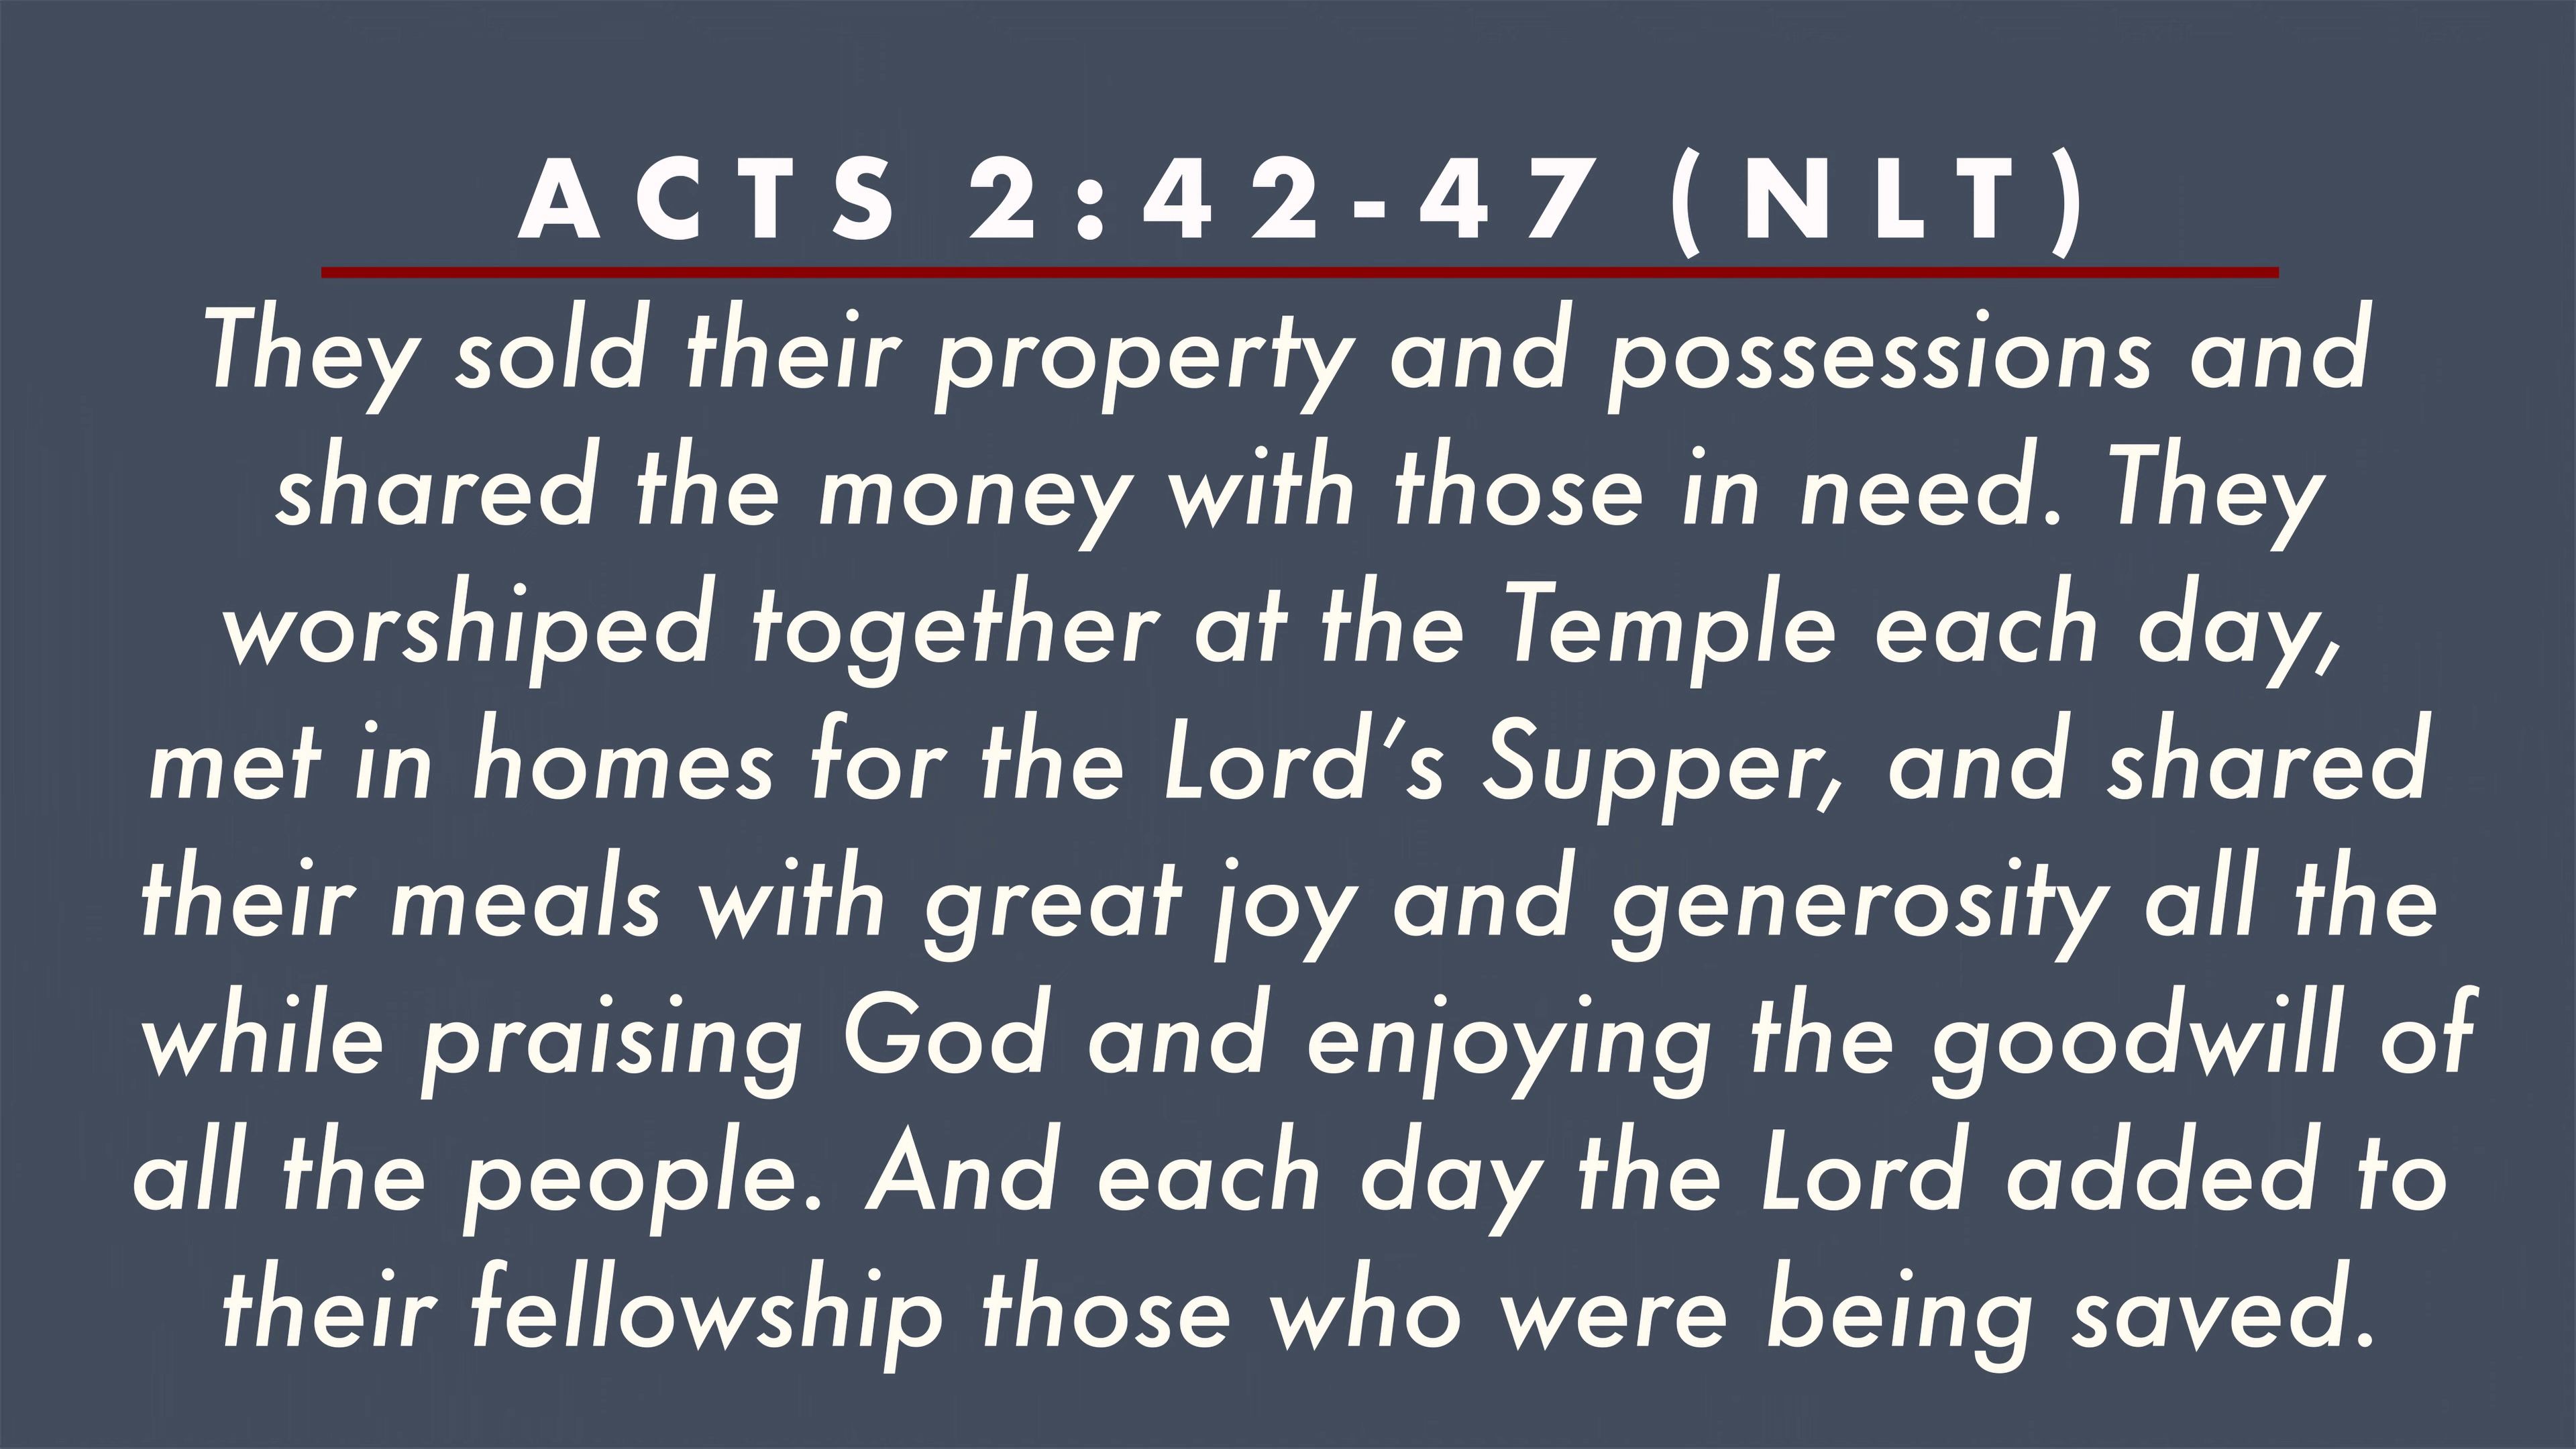 ACTS 2:42-47 (NLT)
They sold their property and possessions and
shared the money with those in need. They
worshiped together at the Temple each day,
met in homes for the Lord’s Supper, and shared
their meals with great joy and generosity all the
while praising God and enjoying the goodwill of
all the people. And each day the Lord added to
their fellowship those who were being saved.